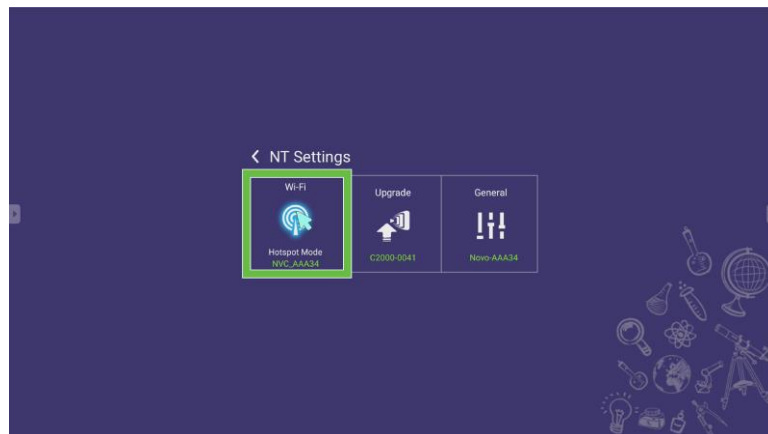 NT Settings
Wi-Fi
Hotspot Mode
NVC_AAA34
Upgrade
C2000-0041
General
Novo-AAA34